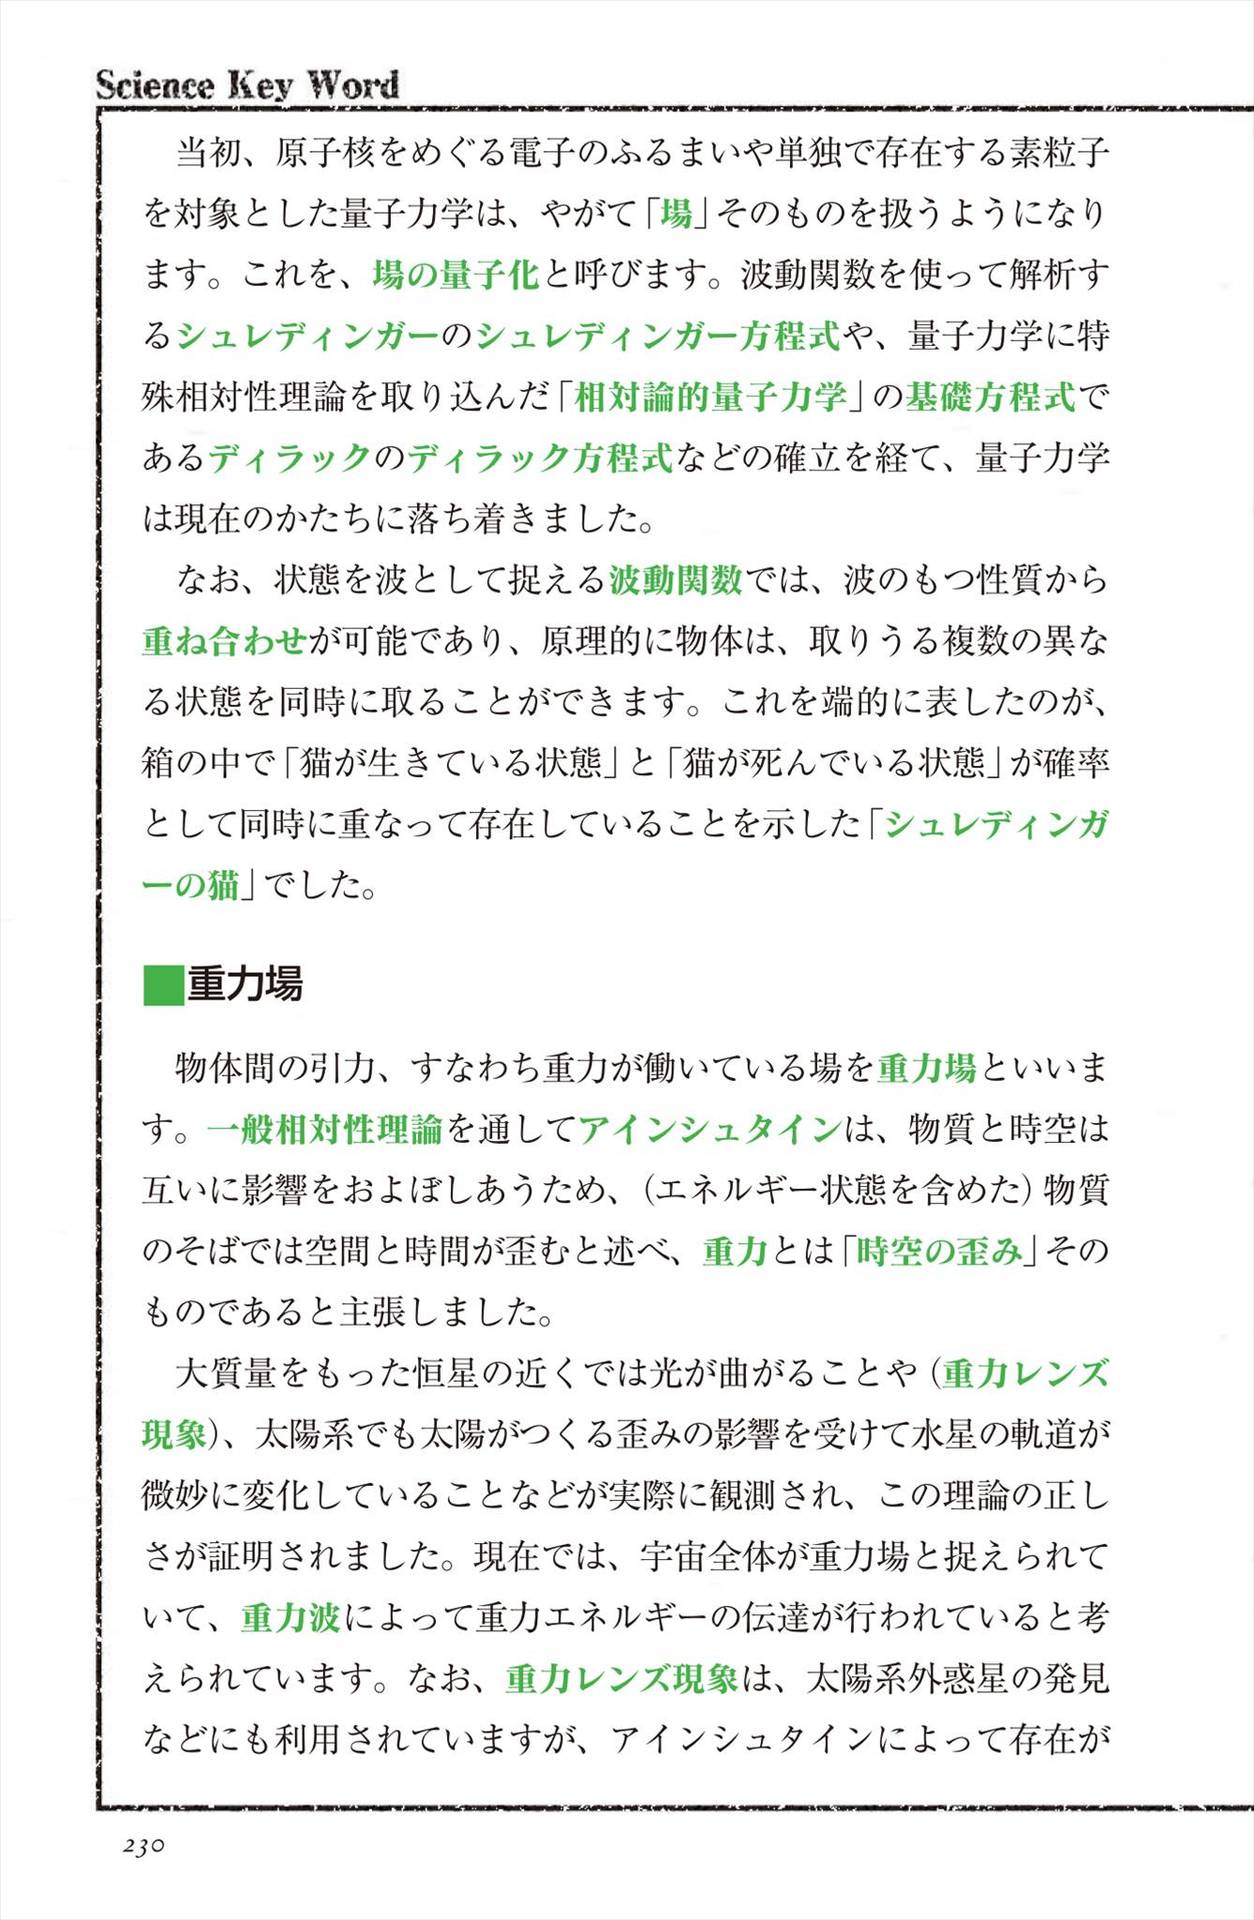 Science Key Word
当初、原子核をめぐる電子のふるまいや単独で存在する素粒子
を対象とした量子力学は、やがて「場」そのものを扱うようになり
ます。これを、場の量子化と呼びます。波動関数を使って解析す
るシュレディンガーのシュレディンガー方程式や、量子力学に特
殊相対性理論を取り込んだ「相対論的量子力学」の基礎方程式で
あるディラックのディラック方程式などの確立を経て、量子力学
は現在のかたちに落ち着きました。
なお、状態を波として捉える波動関数では、波のもつ性質から
重ね合わせが可能であり、原理的に物体は、取りうる複数の異な
る状態を同時に取ることができます。これを端的に表したのが、
箱の中で「猫が生きている状態」と「猫が死んでいる状態」が確率
として同時に重なって存在していることを示した「シュレディンガ
ーの猫」でした。
■重力場
物体間の引力、すなわち重力が働いている場を重力場といいま
す。一般相対性理論を通してアインシュタインは、物質と時空は
互いに影響をおよぼしあうため、（エネルギー状態を含めた）物質
のそばでは空間と時間が歪むと述べ、重力とは「時空の歪み」その
ものであると主張しました。
大質量をもった恒星の近くでは光が曲がることや（重力レンズ
現象）、太陽系でも太陽がつくる歪みの影響を受けて水星の軌道が
微妙に変化していることなどが実際に観測され、この理論の正し
さが証明されました。現在では、宇宙全体が重力場と捉えられて
いて、重力波によって重力エネルギーの伝達が行われていると考
えられています。なお、重力レンズ現象は、太陽系外惑星の発見
などにも利用されていますが、アインシュタインによって存在が
230